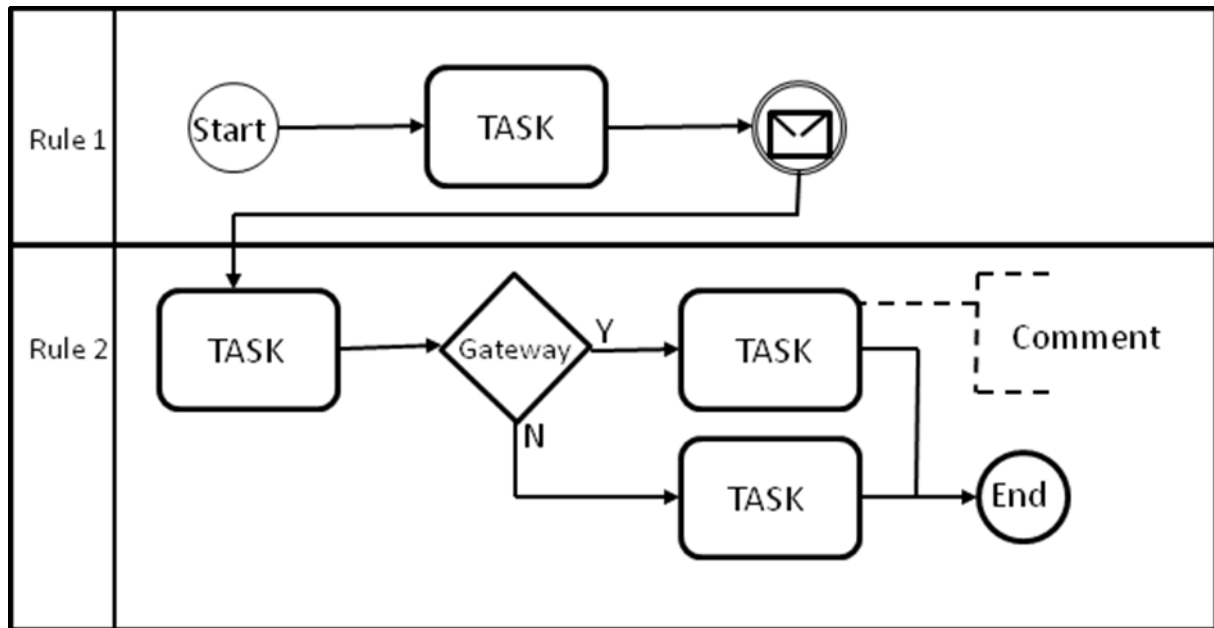 Rule 1
Start
TASK
Rule 2
TASK
Gateway
Y
N
TASK
Comment
TASK
End